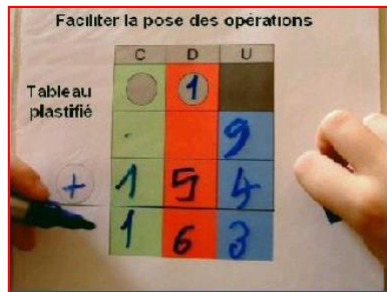 Faciliter la pose des opérations
C D U
Tableau
plastifié
1
9
+ 1 5 4
1 6 3